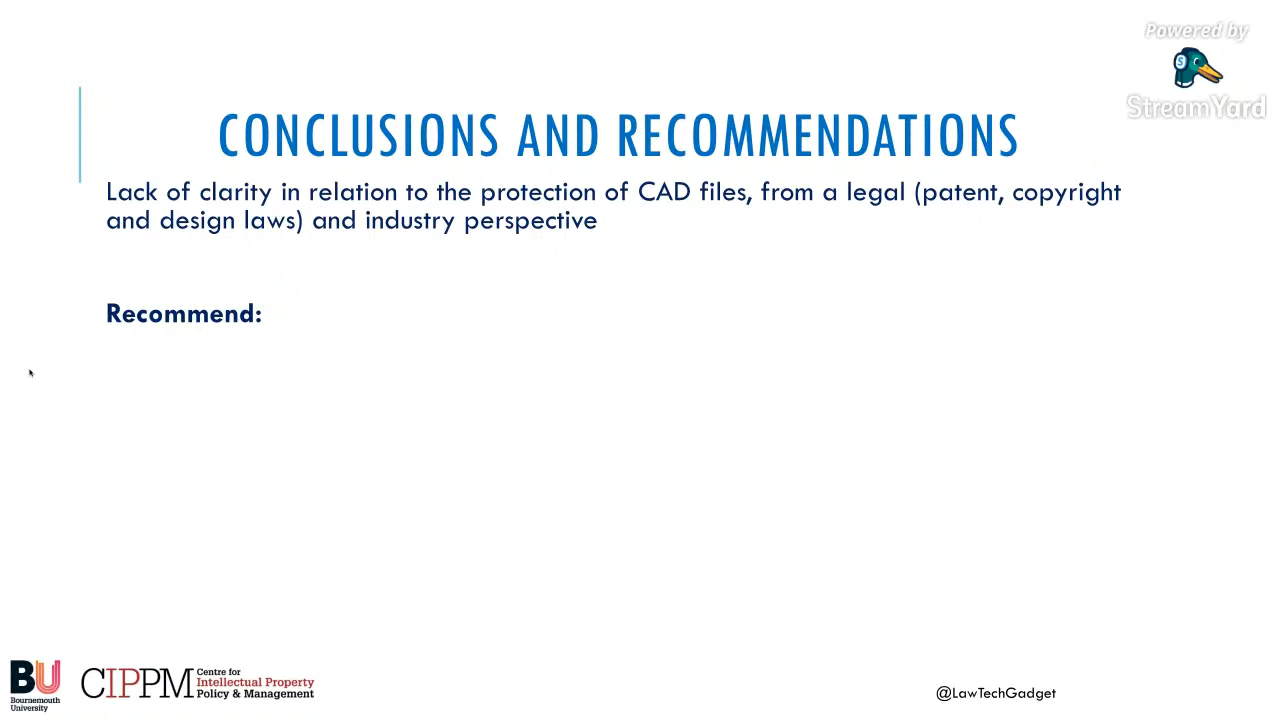 Powered by
StreamYard
CONCLUSIONS AND RECOMMENDATIONS
Lack of clarity in relation to the protection of CAD files, from a legal (patent, copyright
and design laws) and industry perspective
Recommend:
BU
Bournemouth
University
CIPPM
Centre for
Intellectual Property
Policy & Management
@LawTechGadget